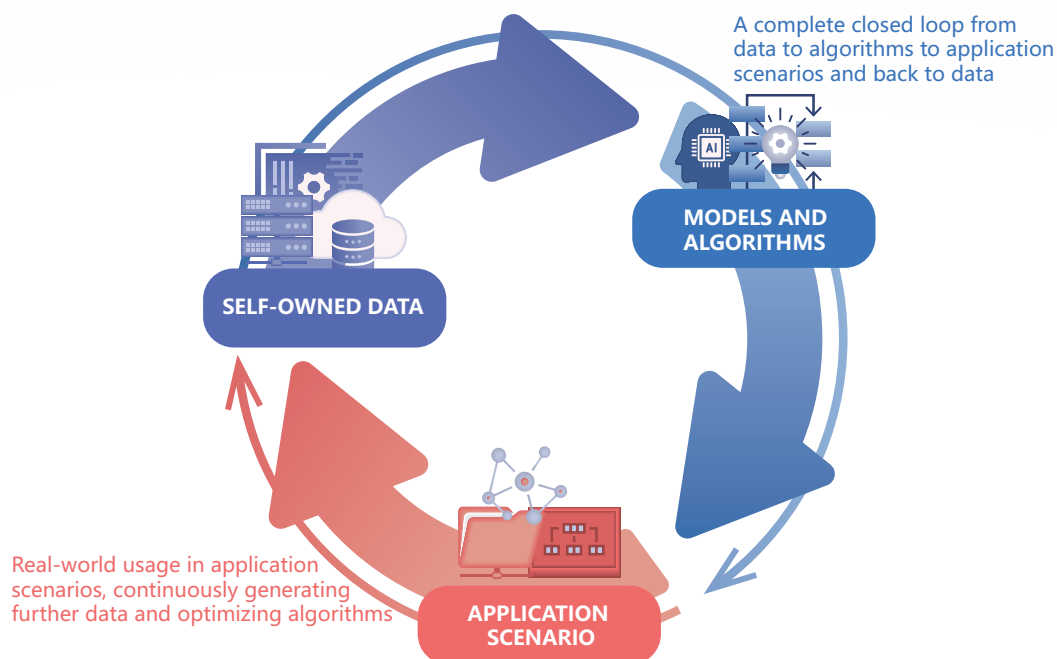 A complete closed loop from
data to algorithms to application
scenarios and back to data
AI
MODELS AND
ALGORITHMS
SELF-OWNED DATA
Real-world usage in application
scenarios, continuously generating
further data and optimizing algorithms
APPLICATION
SCENARIO